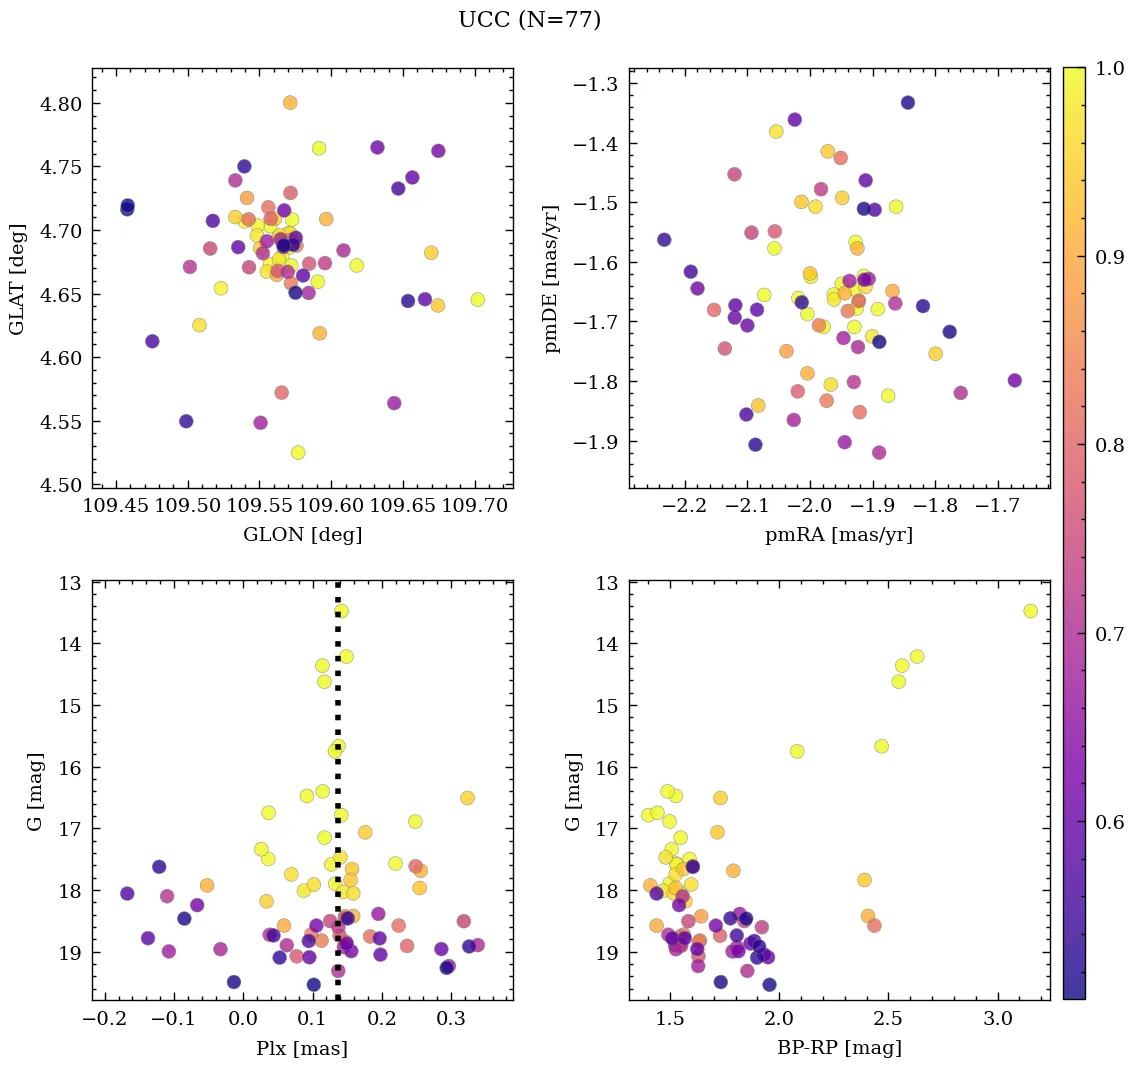 UCC (N=77)
4.80
4.75
4.70
4.65
4.60
4.55
4.50
GLAT [deg]
109.45 109.50 109.55 109.60 109.65 109.70
GLON [deg]
−1.3
−1.4
−1.5
−1.6
−1.7
−1.8
−1.9
pmDE [mas/yr]
−2.2 −2.1 −2.0 −1.9 −1.8 −1.7
pmRA [mas/yr]
1.0
0.9
0.8
0.7
0.6
13
14
15
16
17
18
19
G [mag]
−0.2 −0.1 0.0 0.1 0.2 0.3
Plx [mas]
13
14
15
16
17
18
19
G [mag]
1.5 2.0 2.5 3.0
BP-RP [mag]